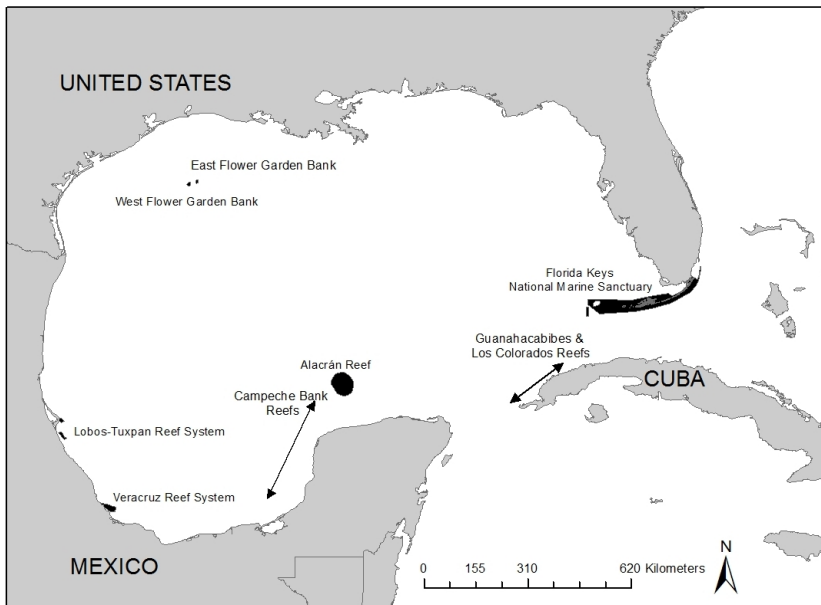 UNITED STATES
East Flower Garden Bank
West Flower Garden Bank
Florida Keys
National Marine Sanctuary
Guanahacabibes &
Los Colorados Reefs
Alacrán Reef
CUBA
Campeche Bank
Reefs
Lobos-Tuxpan Reef System
Veracruz Reef System
MEXICO
N
0 155 310 620 Kilometers